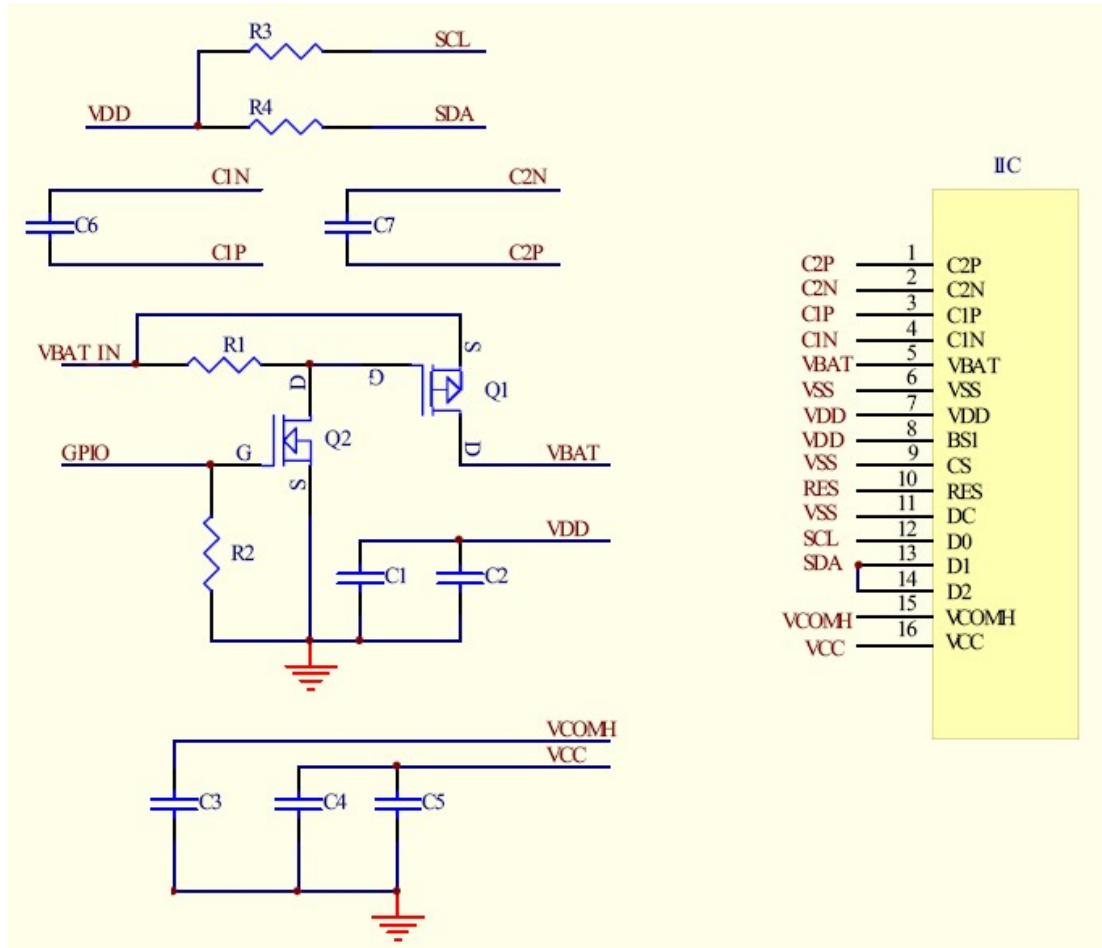 R3 SCL
VDD R4 SDA
C1N C2N
C6 C7
C1P C2P
VBAT IN R1 D G S Q1
GPIO G Q2 S D VBAT
R2 VDD
C1 C2
VCOMH
VCC
C3 C4 C5
IIC
C2P 1 C2P
C2N 2 C2N
C1P 3 C1P
C1N 4 C1N
VBAT 5 VBAT
VSS 6 VSS
VDD 7 VDD
VDD 8 BS1
VSS 9 CS
RES 10 RES
VSS 11 DC
SCL 12 D0
SDA 13 D1
14 D2
VCOMH 15 VCOMH
VCC 16 VCC